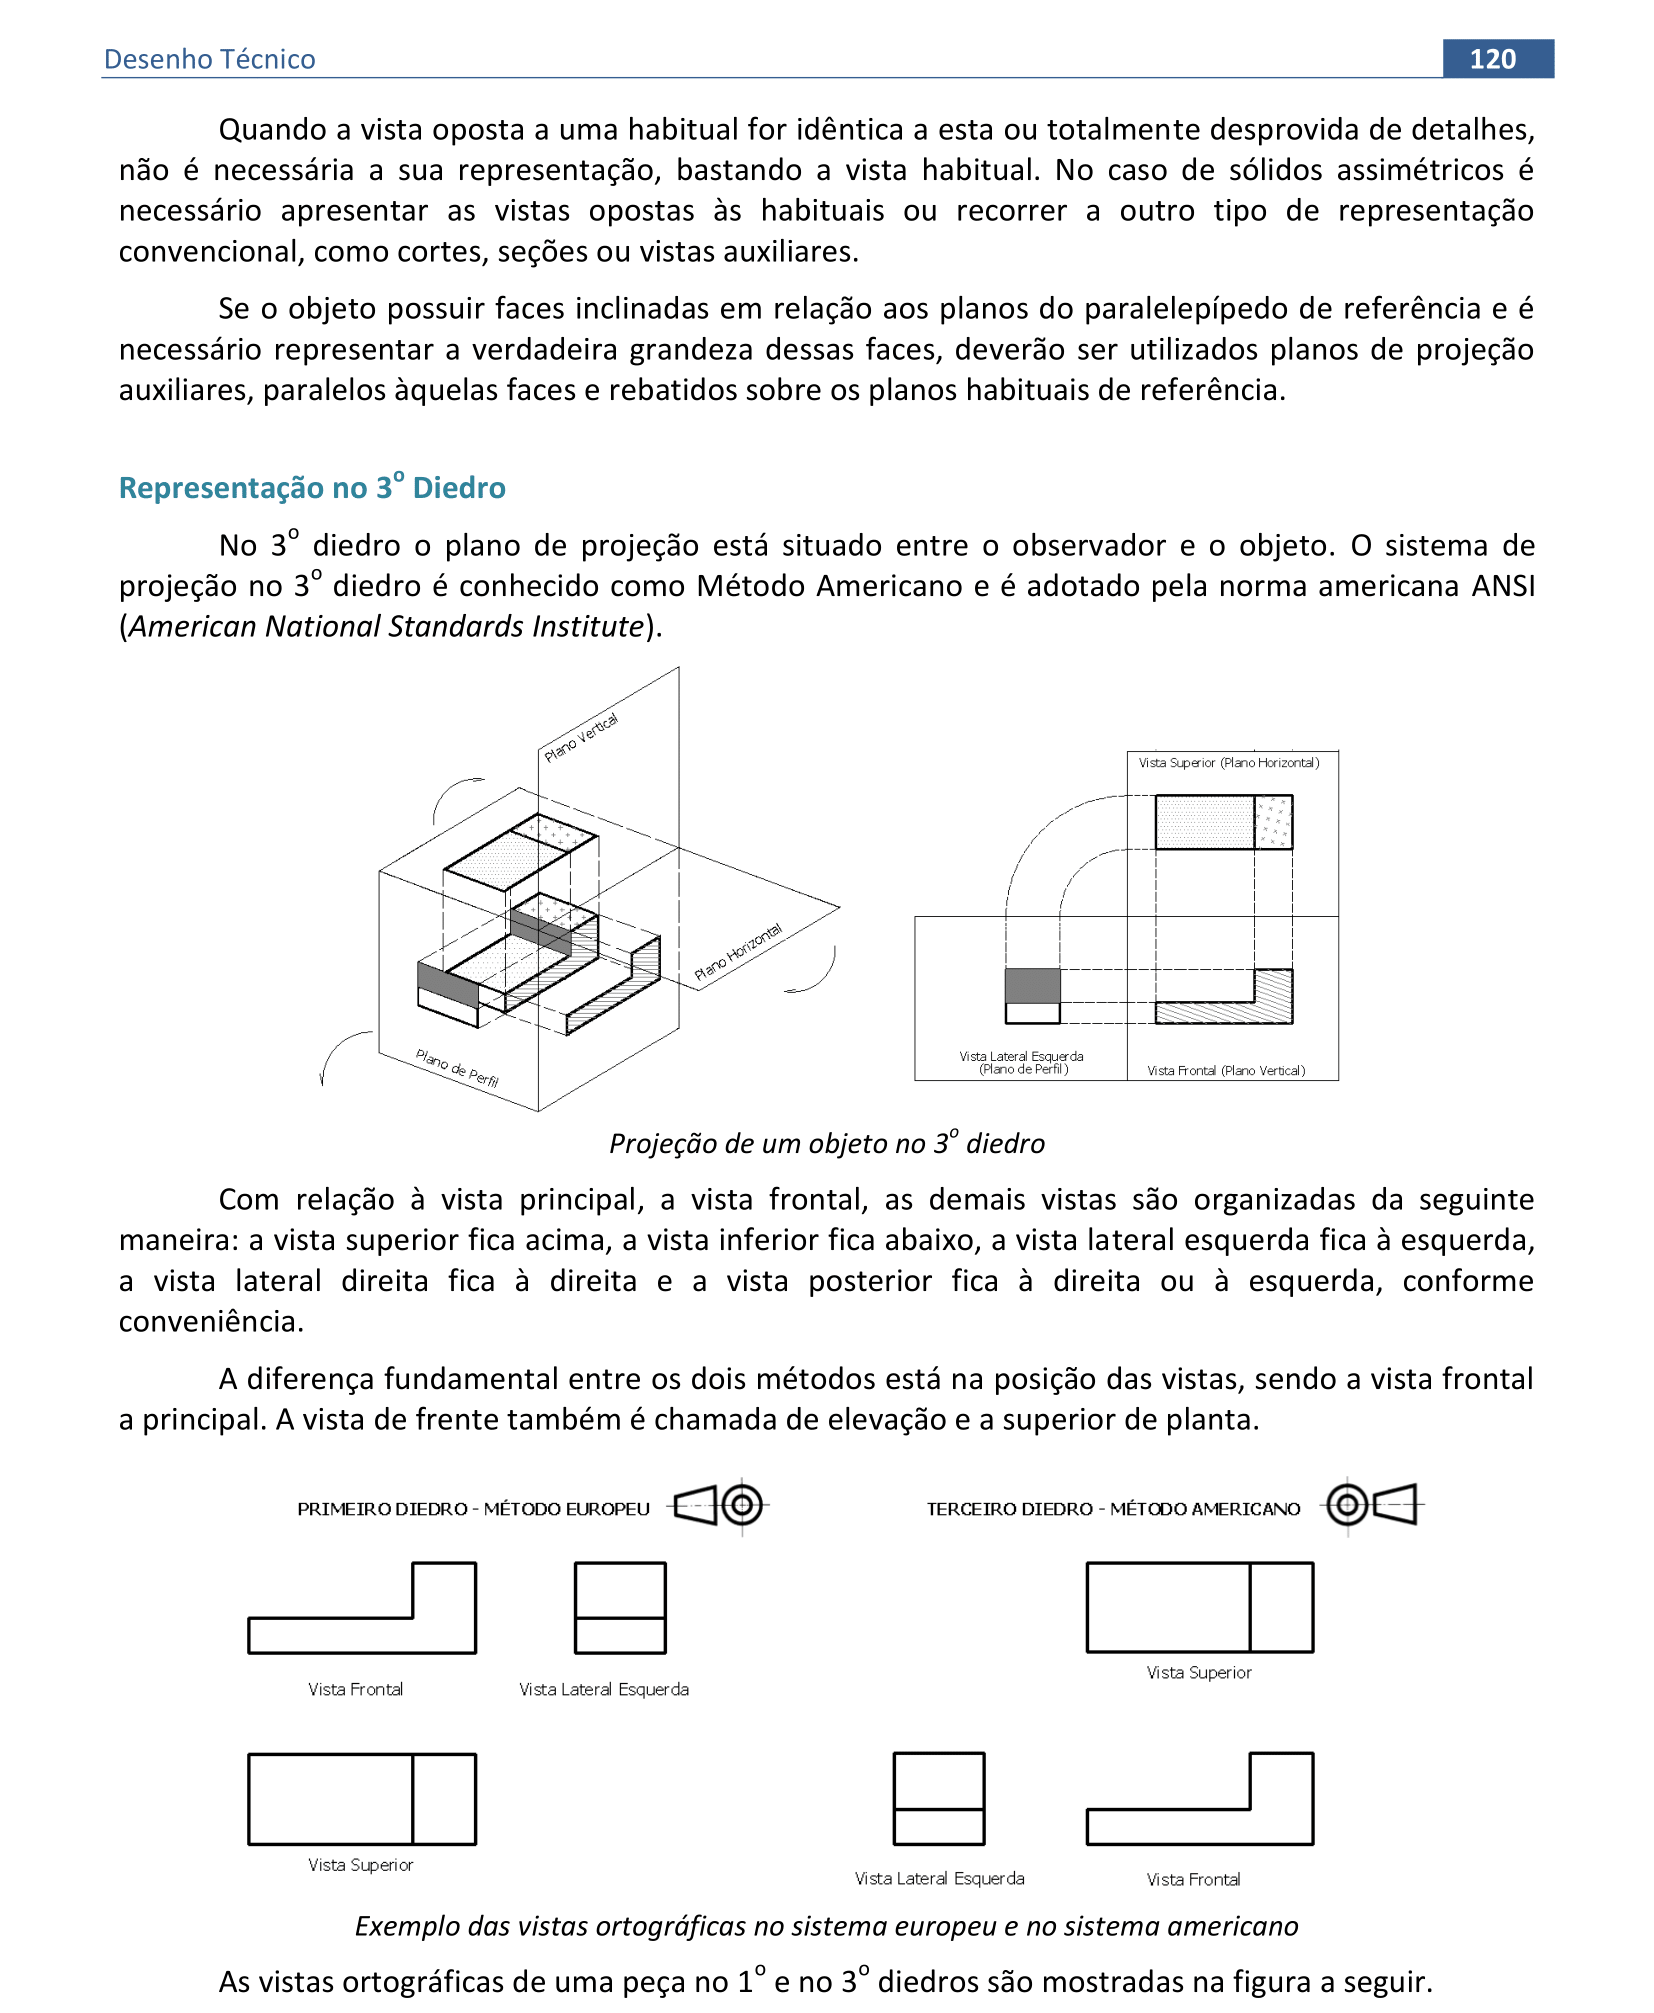 Desenho Técnico
120
Quando a vista oposta a uma habitual for idêntica a esta ou totalmente desprovida de detalhes,
não é necessária a sua representação, bastando a vista habitual. No caso de sólidos assimétricos é
necessário apresentar as vistas opostas às habituais ou recorrer a outro tipo de representação
convencional, como cortes, seções ou vistas auxiliares.
Se o objeto possuir faces inclinadas em relação aos planos do paralelepípedo de referência e é
necessário representar a verdadeira grandeza dessas faces, deverão ser utilizados planos de projeção
auxiliares, paralelos àquelas faces e rebatidos sobre os planos habituais de referência.
Representação no 3º Diedro
No 3º diedro o plano de projeção está situado entre o observador e o objeto. O sistema de
projeção no 3º diedro é conhecido como Método Americano e é adotado pela norma americana ANSI
(American National Standards Institute).
Plano Vertical
Plano Horizontal
Plano de Perfil
Vista Superior (Plano Horizontal)
Vista Lateral Esquerda
(Plano de Perfil)
Vista Frontal (Plano Vertical)
Projeção de um objeto no 3º diedro
Com relação à vista principal, a vista frontal, as demais vistas são organizadas da seguinte
maneira: a vista superior fica acima, a vista inferior fica abaixo, a vista lateral esquerda fica à esquerda,
a vista lateral direita fica à direita e a vista posterior fica à direita ou à esquerda, conforme
conveniência.
A diferença fundamental entre os dois métodos está na posição das vistas, sendo a vista frontal
a principal. A vista de frente também é chamada de elevação e a superior de planta.
PRIMEIRO DIEDRO - MÉTODO EUROPEU
TERCEIRO DIEDRO - MÉTODO AMERICANO
Vista Frontal
Vista Lateral Esquerda
Vista Superior
Vista Superior
Vista Lateral Esquerda
Vista Frontal
Exemplo das vistas ortográficas no sistema europeu e no sistema americano
As vistas ortográficas de uma peça no 1º e no 3º diedros são mostradas na figura a seguir.